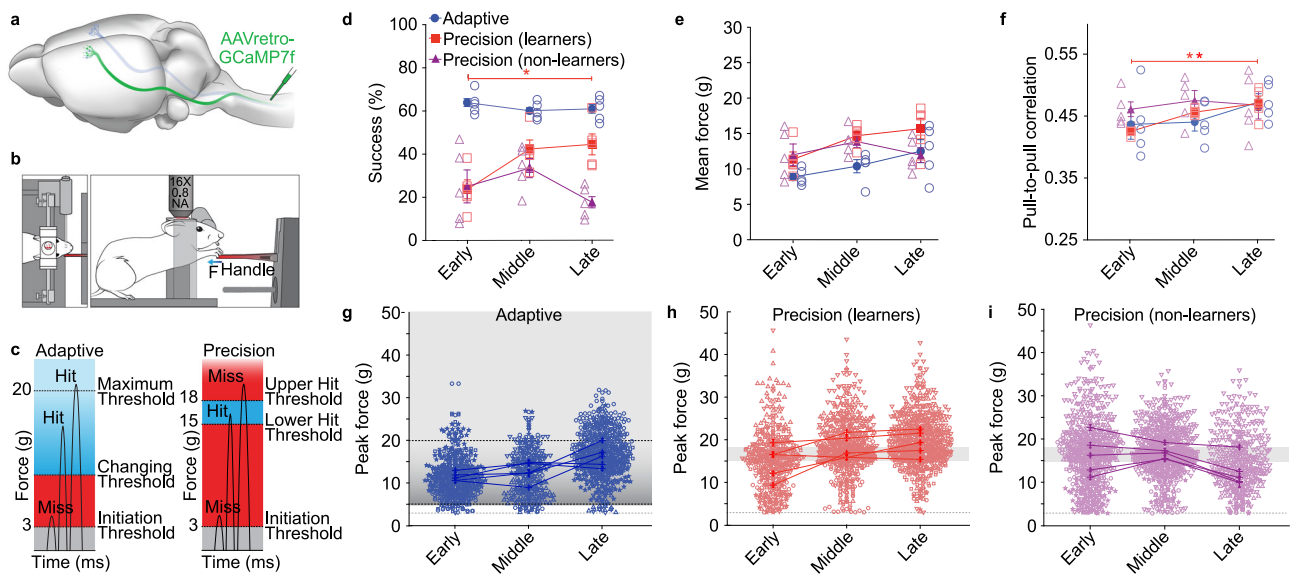 a
AAVretro-
GCaMP7f
b
16X
0.8
NA
F
Handle
c
Adaptive
Precision
Force (g)
20
3
Hit
Hit
Miss
Maximum
Threshold
Changing
Threshold
Initiation
Threshold
Time (ms)
Force (g)
18
15
3
Miss
Hit
Miss
Upper Hit
Threshold
Lower Hit
Threshold
Initiation
Threshold
Time (ms)
d
Adaptive
Precision (learners)
Precision (non-learners)
*
Success (%)
100
80
60
40
20
0
Early
Middle
Late
e
Mean force (g)
30
25
20
15
10
5
0
Early
Middle
Late
f
**
Pull-to-pull correlation
0.55
0.45
0.35
0.25
Early
Middle
Late
g
Adaptive
Peak force (g)
50
40
30
20
10
0
Early
Middle
Late
h
Precision (learners)
Peak force (g)
50
40
30
20
10
0
Early
Middle
Late
i
Precision (non-learners)
Peak force (g)
50
40
30
20
10
0
Early
Middle
Late